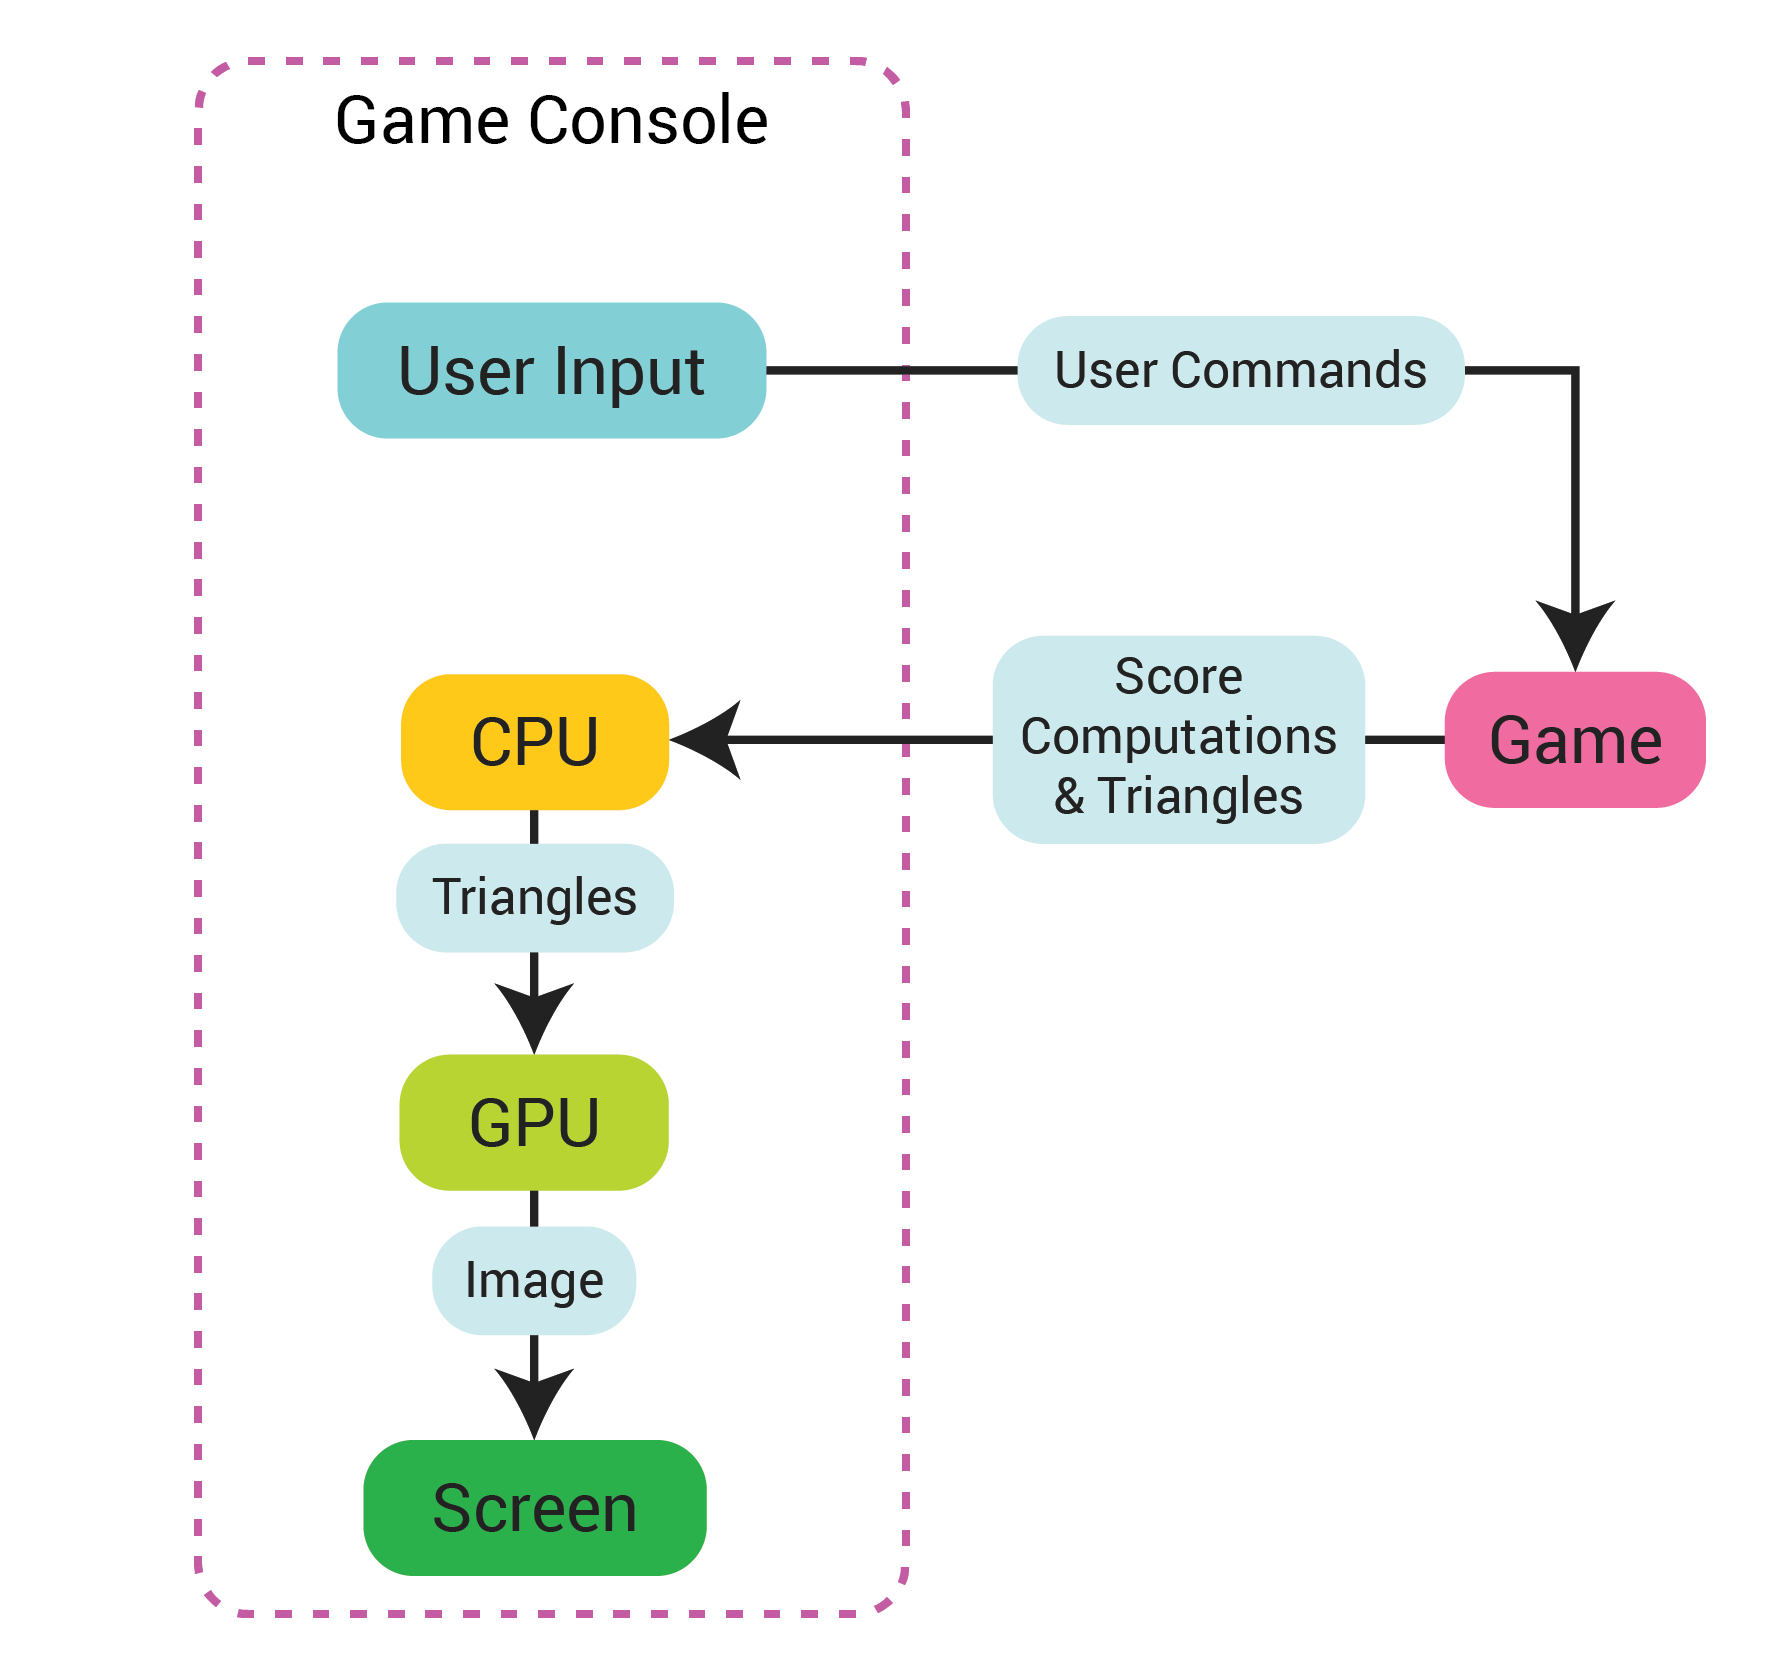 Game Console
User Input
User Commands
Score
Computations
& Triangles
Game
CPU
Triangles
GPU
Image
Screen